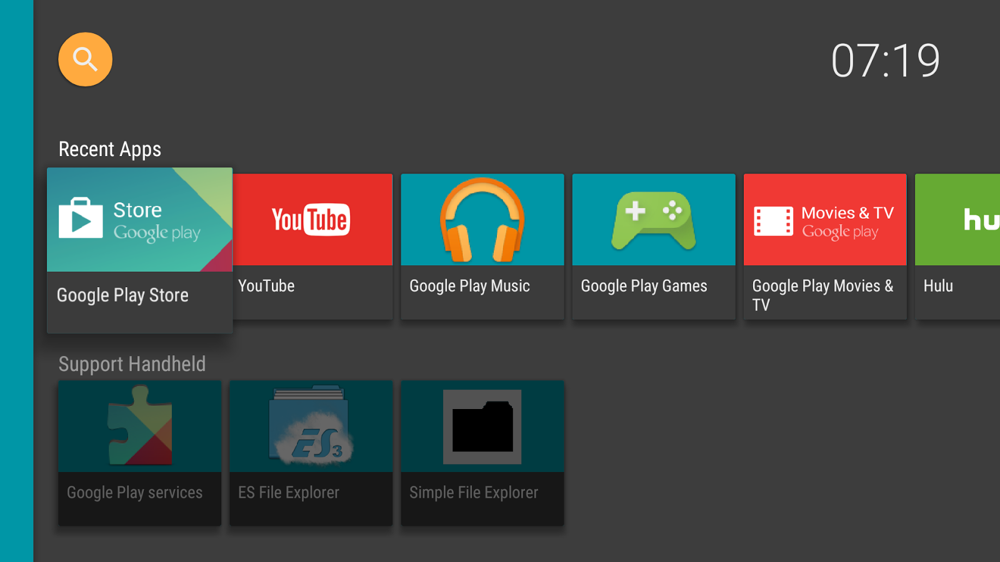 07:19
Recent Apps
Store
Google play
Google Play Store
YouTube
YouTube
Google Play Music
Google Play Games
Movies & TV
Google play
Google Play Movies &
TV
hu
Hulu
Support Handheld
Google Play services
ES3
ES File Explorer
Simple File Explorer